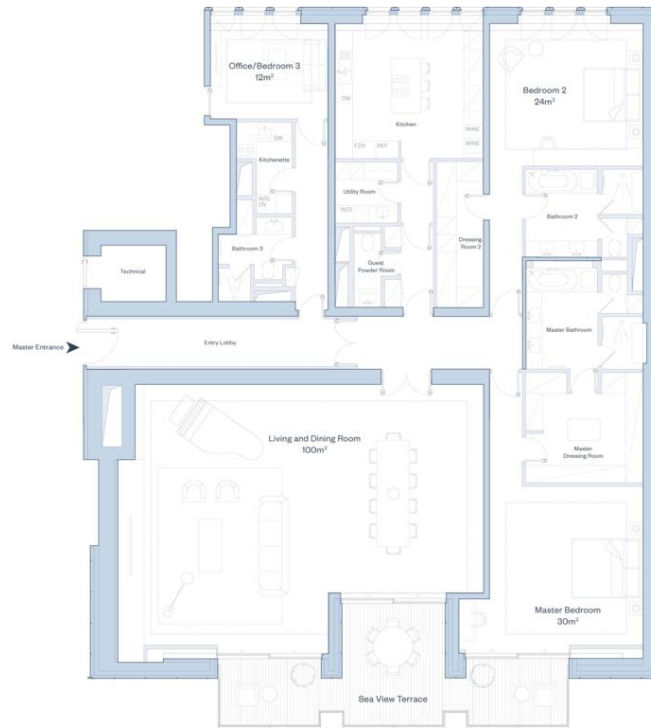 Office/Bedroom 3
12m²
Bedroom 2
24m²
DW
Kitchen
DW
Kitchenette
WINE
WINE
FZR REF
W/D
OV
Utility Room
W/D
Bathroom 3
Guest
Powder Room
Dressing
Room 2
Bathroom 2
Technical
Master Entrance
Entry Lobby
Master Bathroom
Living and Dining Room
100m²
Master
Dressing Room
Master Bedroom
30m²
Sea View Terrace